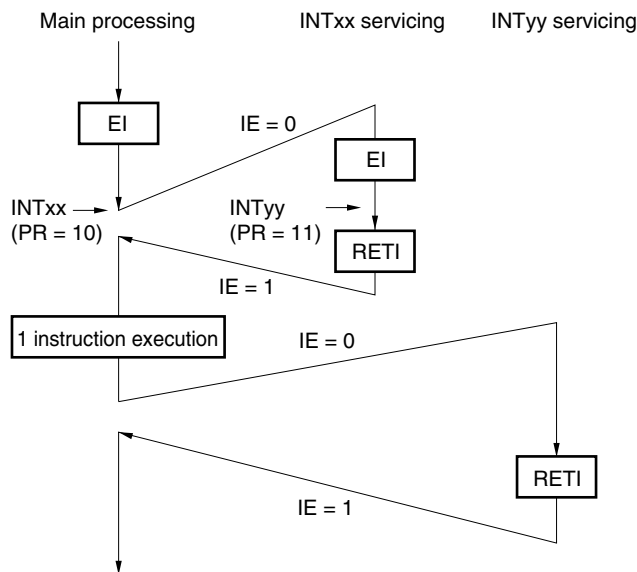 Main processing
INTxx servicing
INTyy servicing
EI
IE = 0
EI
INTxx
(PR = 10)
INTyy
(PR = 11)
RETI
IE = 1
1 instruction execution
IE = 0
RETI
IE = 1